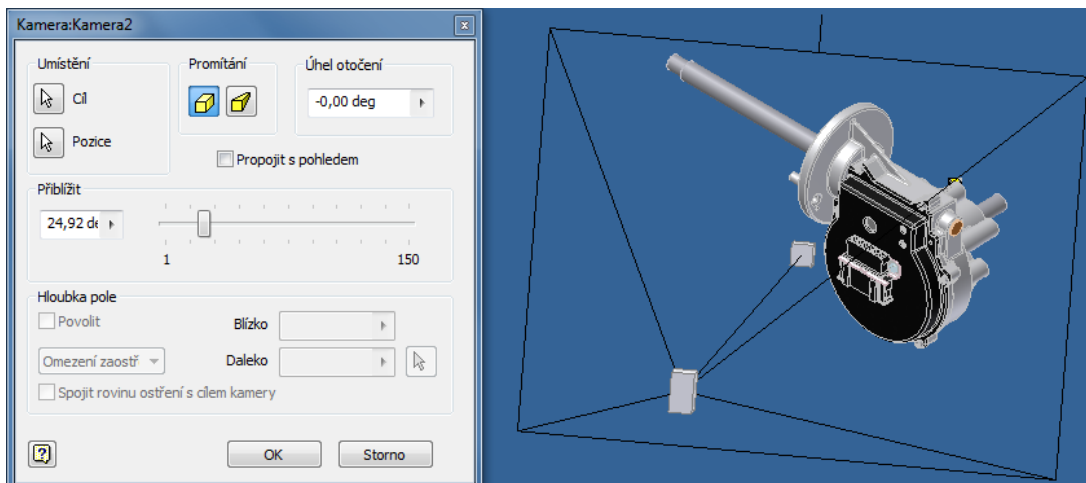 Kamera:Kamera2
Umístění
Promítání
Úhel otočení
Cíl
-0,00 deg
Pozice
Propojit s pohledem
Přiblížit
24,92 de
1
150
Hloubka pole
Povolit
Blízko
Omezení zaostř
Daleko
Spojit rovinu ostření s cílem kamery
OK
Storno